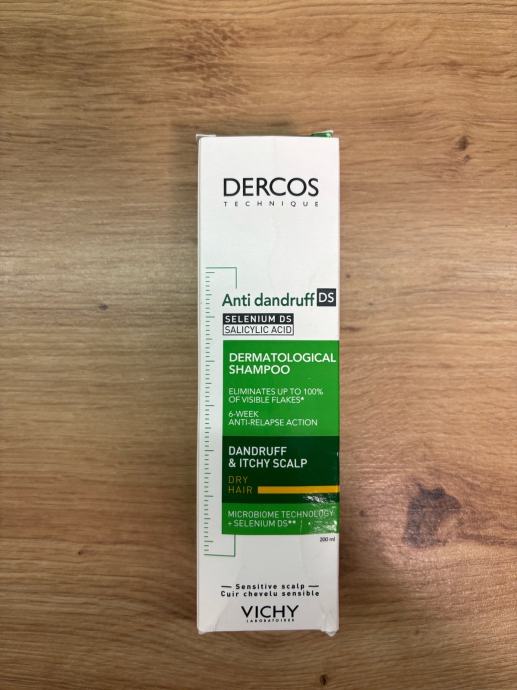 DERCOS
TECHNIQUE
Anti dandruff DS
SELENIUM DS
SALICYLIC ACID
DERMATOLOGICAL
SHAMPOO
ELIMINATES UP TO 100%
OF VISIBLE FLAKES*
6-WEEK
ANTI-RELAPSE ACTION
DANDRUFF
& ITCHY SCALP
DRY
HAIR
MICROBIOME TECHNOLOGY
+ SELENIUM DS**
200 ml
Sensitive scalp
Cuir chevelu sensible
VICHY
LABORATOIRES